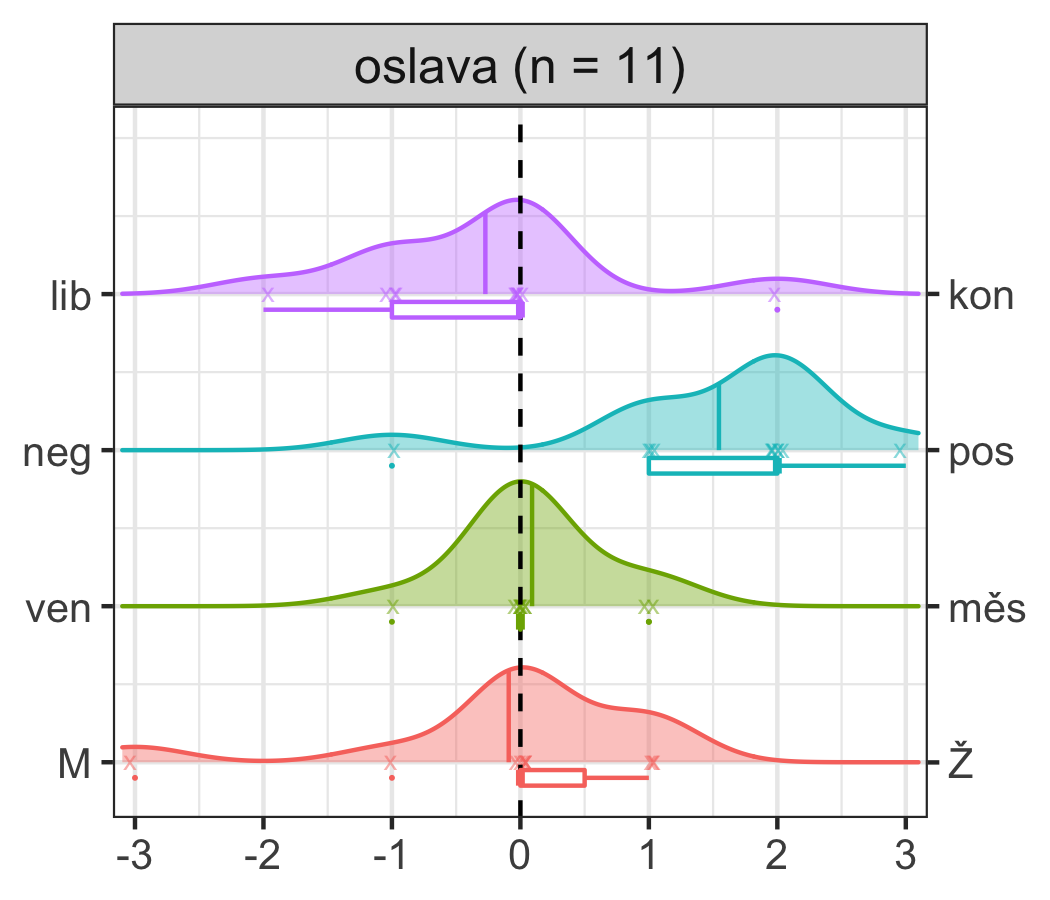 oslava (n = 11)
lib kon
neg pos
ven měs
M Ž
-3 -2 -1 0 1 2 3